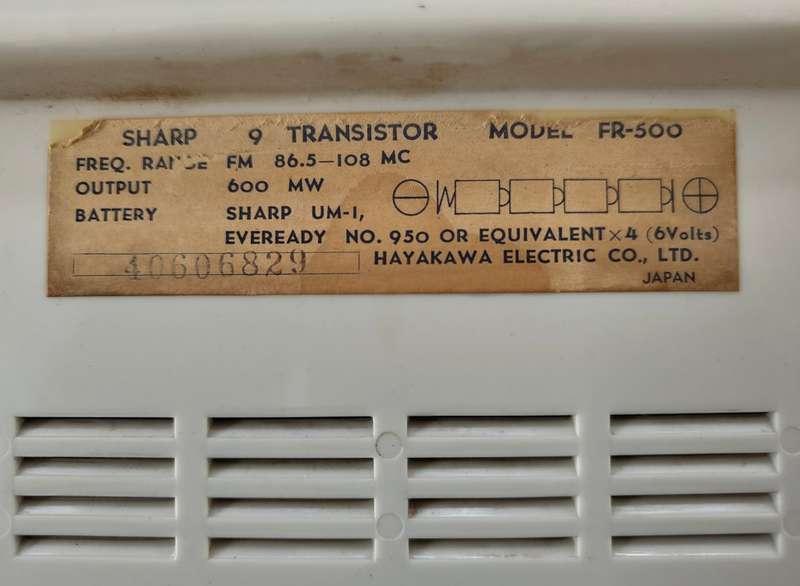 SHARP 9 TRANSISTOR MODEL FR-500
FREQ. RANGE FM 86.5—108 MC
OUTPUT 600 MW
BATTERY SHARP UM-1,
EVEREADY NO. 950 OR EQUIVALENT×4 (6Volts)
40606829 HAYAKAWA ELECTRIC CO., LTD.
JAPAN